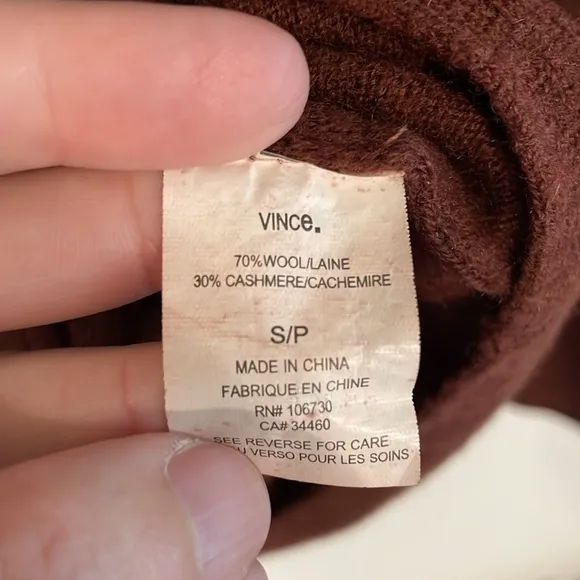 VINCe.
70%WOOL/LAINE
30% CASHMERE/CACHEMIRE
S/P
MADE IN CHINA
FABRIQUE EN CHINE
RN# 106730
CA# 34460
SEE REVERSE FOR CARE
VERSO POUR LES SOINS